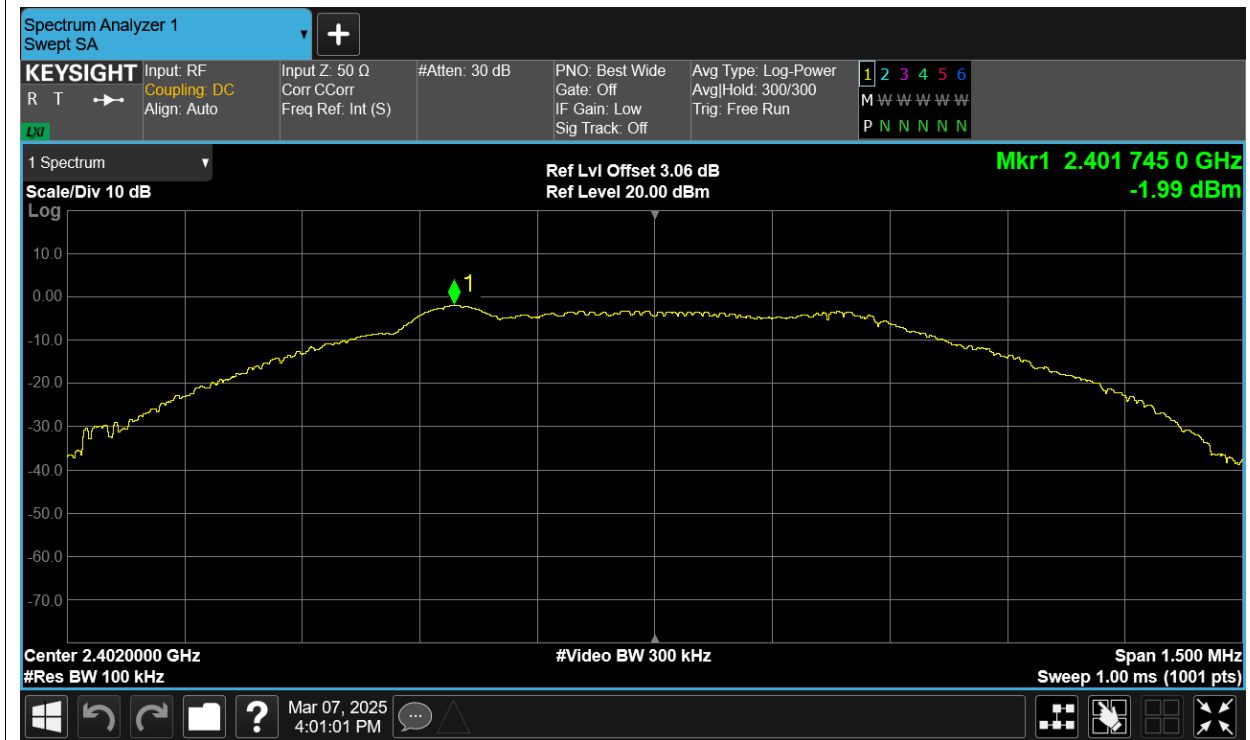 Spectrum Analyzer 1
Swept SA
KEYSIGHT
R T
LXI
Input: RF
Coupling: DC
Align: Auto
Input Z: 50 Ω
Corr CCorr
Freq Ref: Int (S)
#Atten: 30 dB
PNO: Best Wide
Gate: Off
IF Gain: Low
Sig Track: Off
Avg Type: Log-Power
Avg|Hold: 300/300
Trig: Free Run
1 2 3 4 5 6
M W W W W W
P N N N N N
1 Spectrum
Scale/Div 10 dB
Log
Ref Lvl Offset 3.06 dB
Ref Level 20.00 dBm
Mkr1 2.401 745 0 GHz
-1.99 dBm
1
10.0
0.00
-10.0
-20.0
-30.0
-40.0
-50.0
-60.0
-70.0
Center 2.4020000 GHz
#Res BW 100 kHz
#Video BW 300 kHz
Span 1.500 MHz
Sweep 1.00 ms (1001 pts)
?
Mar 07, 2025
4:01:01 PM